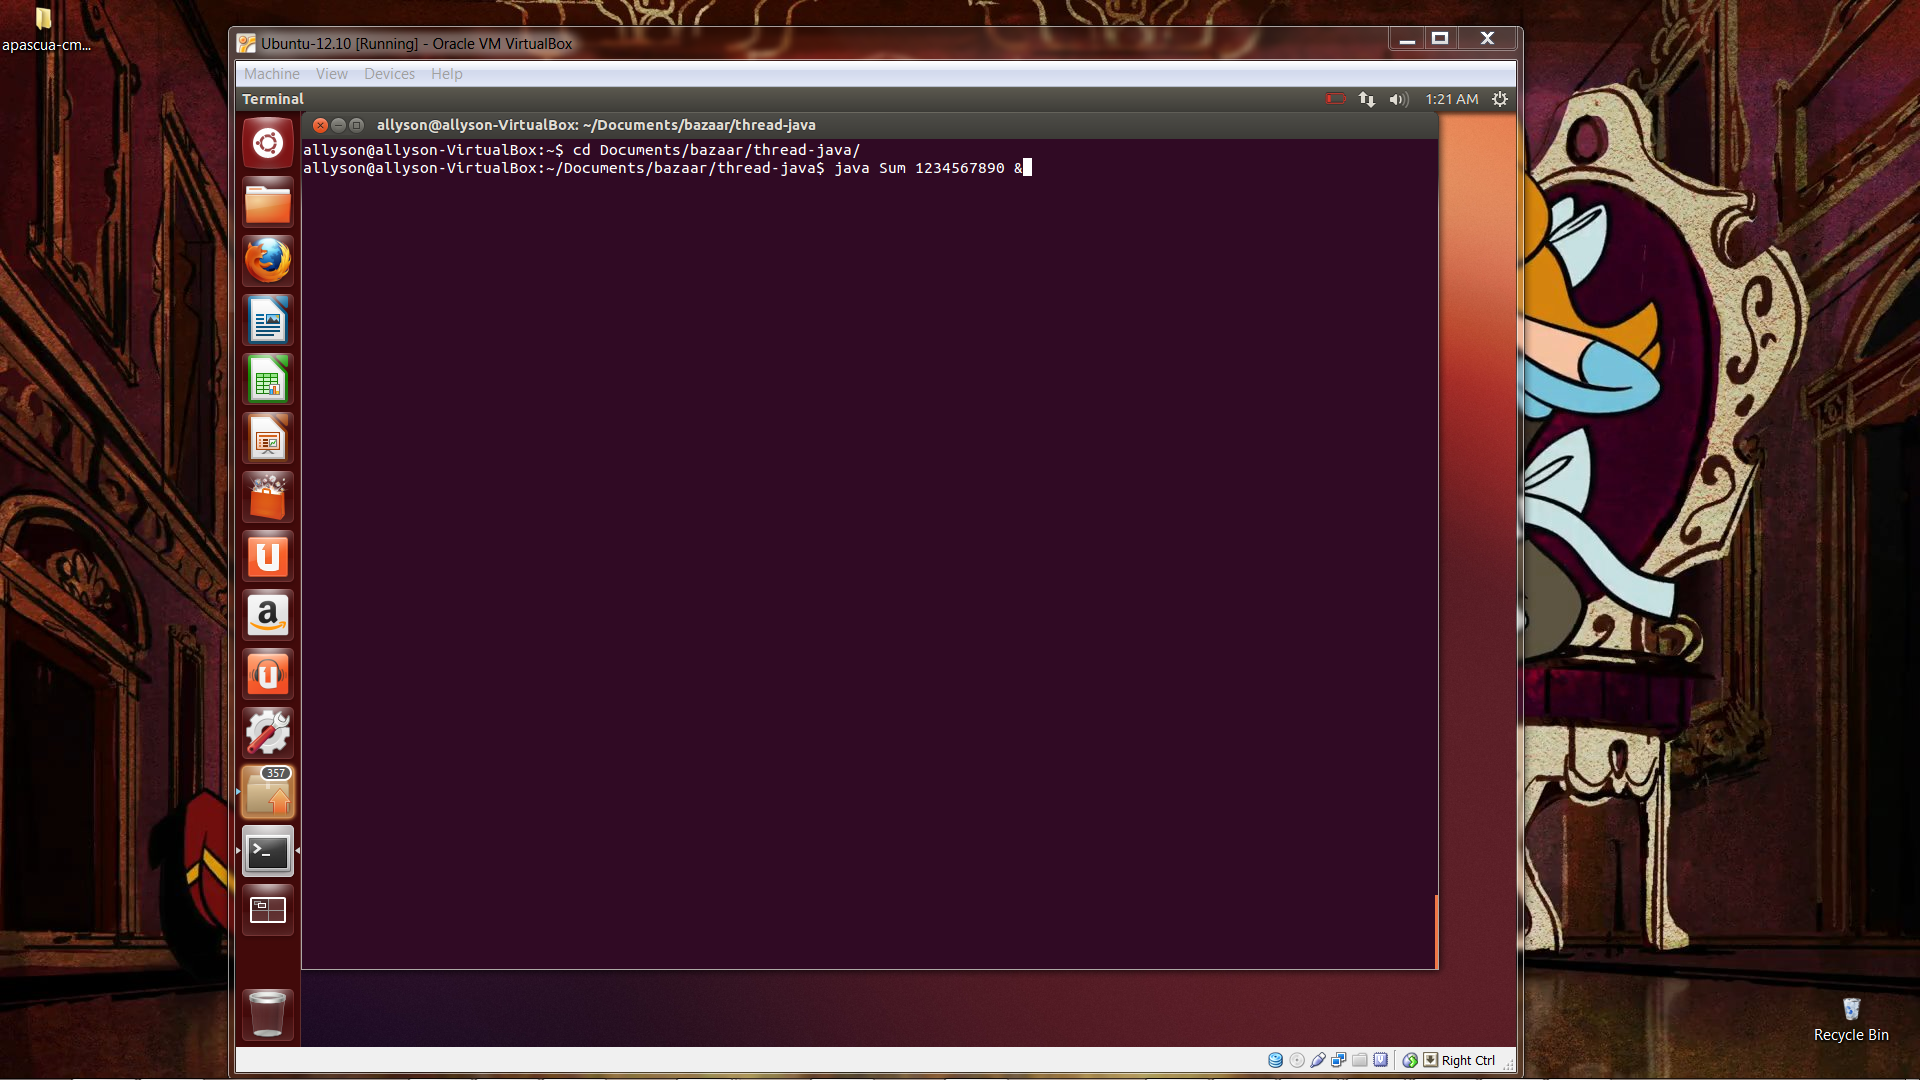 apascua-cm...
Ubuntu-12.10 [Running] - Oracle VM VirtualBox
Machine View Devices Help
Terminal
1:21 AM
allyson@allyson-VirtualBox: ~/Documents/bazaar/thread-java
allyson@allyson-VirtualBox:~$ cd Documents/bazaar/thread-java/
allyson@allyson-VirtualBox:~/Documents/bazaar/thread-java$ java Sum 1234567890 &
357
Right Ctrl
Recycle Bin